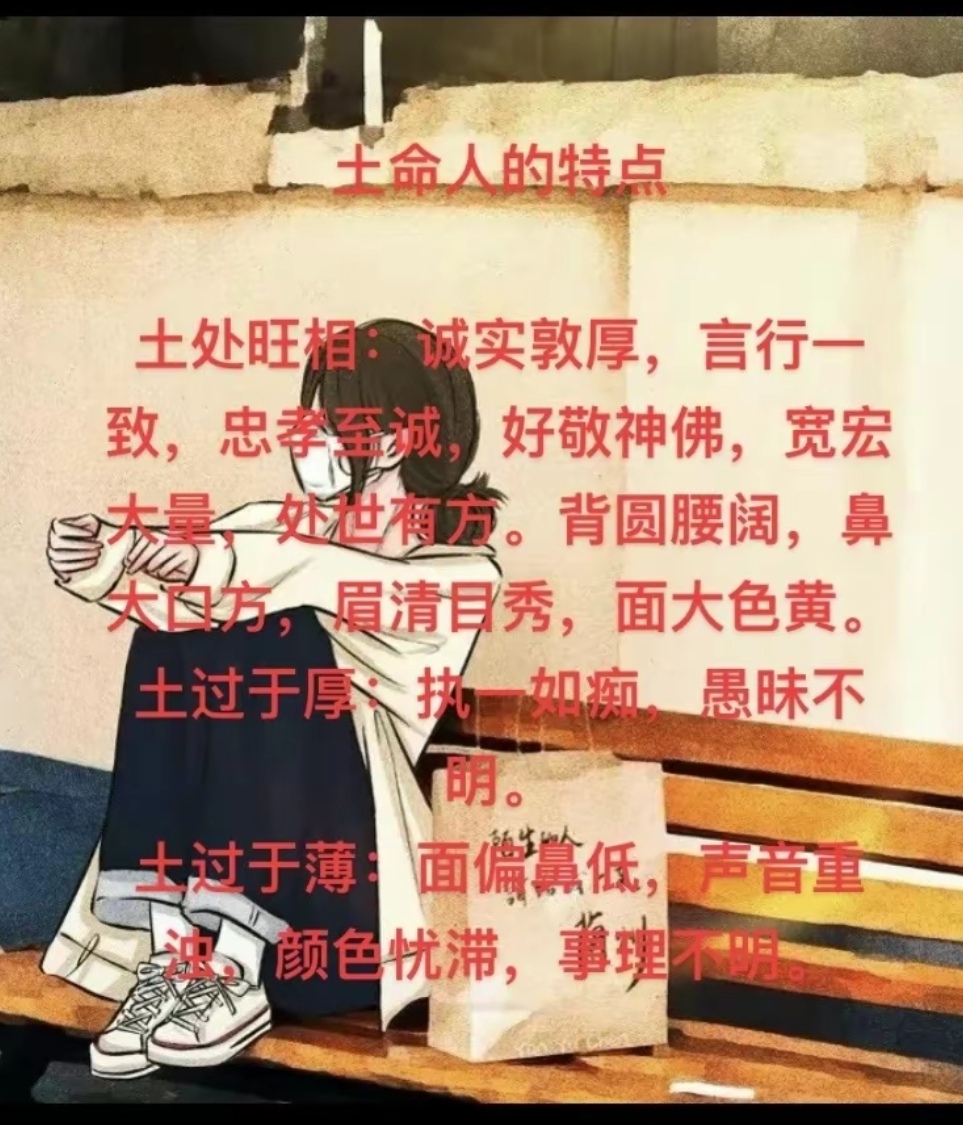 土命人的特点
土处旺相：诚实敦厚，言行一
致，忠孝至诚，好敬神佛，宽宏
大量，处世有方。背圆腰阔，鼻
大口方，眉清目秀，面大色黄。
土过于厚：执一如痴，愚昧不
明。
土过于薄：面偏鼻低，声音重
浊，颜色忧滞，事理不明。